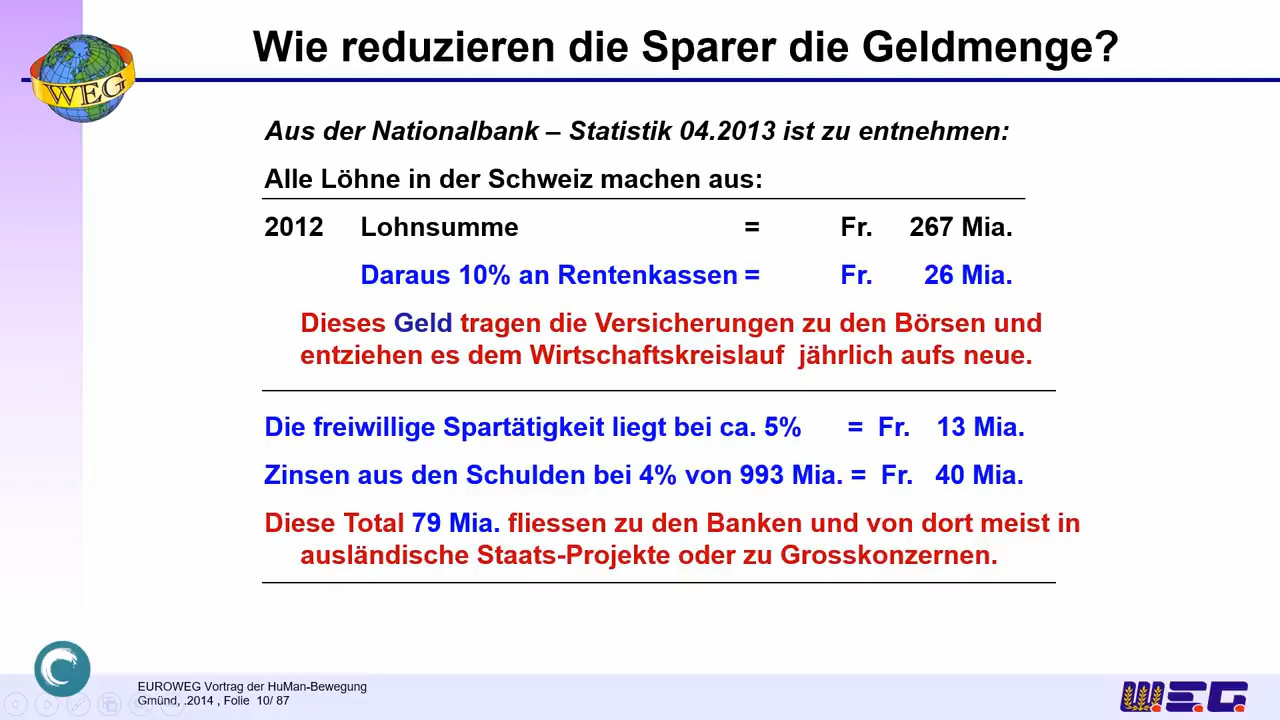 Wie reduzieren die Sparer die Geldmenge?
WEG
Aus der Nationalbank – Statistik 04.2013 ist zu entnehmen:
Alle Löhne in der Schweiz machen aus:
2012 Lohnsumme = Fr. 267 Mia.
Daraus 10% an Rentenkassen = Fr. 26 Mia.
Dieses Geld tragen die Versicherungen zu den Börsen und
entziehen es dem Wirtschaftskreislauf jährlich aufs neue.
Die freiwillige Spartätigkeit liegt bei ca. 5% = Fr. 13 Mia.
Zinsen aus den Schulden bei 4% von 993 Mia. = Fr. 40 Mia.
Diese Total 79 Mia. fliessen zu den Banken und von dort meist in
ausländische Staats-Projekte oder zu Grosskonzernen.
EUROWEG Vortrag der HuMan-Bewegung
Gmünd, .2014 , Folie 10/ 87
W.E.G.